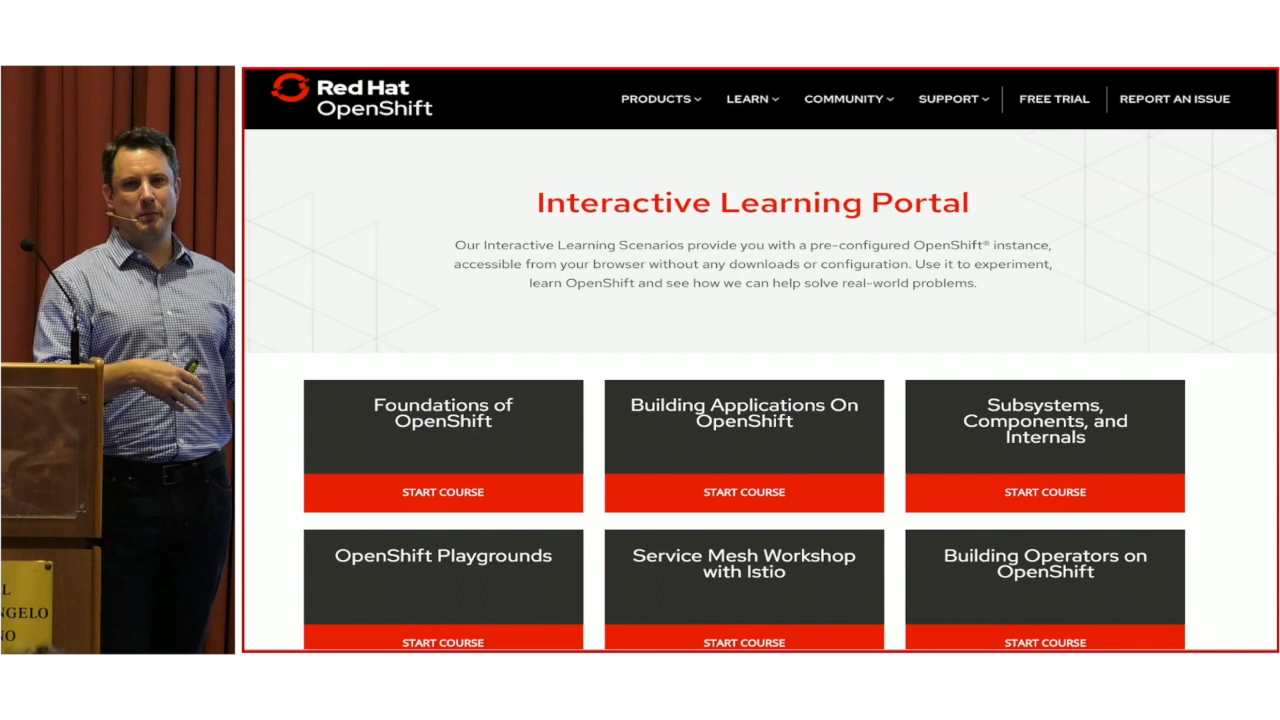 Red Hat
OpenShift
PRODUCTS
LEARN
COMMUNITY
SUPPORT
FREE TRIAL
REPORT AN ISSUE
Interactive Learning Portal
Our Interactive Learning Scenarios provide you with a pre-configured OpenShift® instance,
accessible from your browser without any downloads or configuration. Use it to experiment,
learn OpenShift and see how we can help solve real-world problems.
Foundations of
OpenShift
START COURSE
Building Applications On
OpenShift
START COURSE
Subsystems,
Components, and
Internals
START COURSE
OpenShift Playgrounds
START COURSE
Service Mesh Workshop
with Istio
START COURSE
Building Operators on
OpenShift
START COURSE
L
NGELO
NO